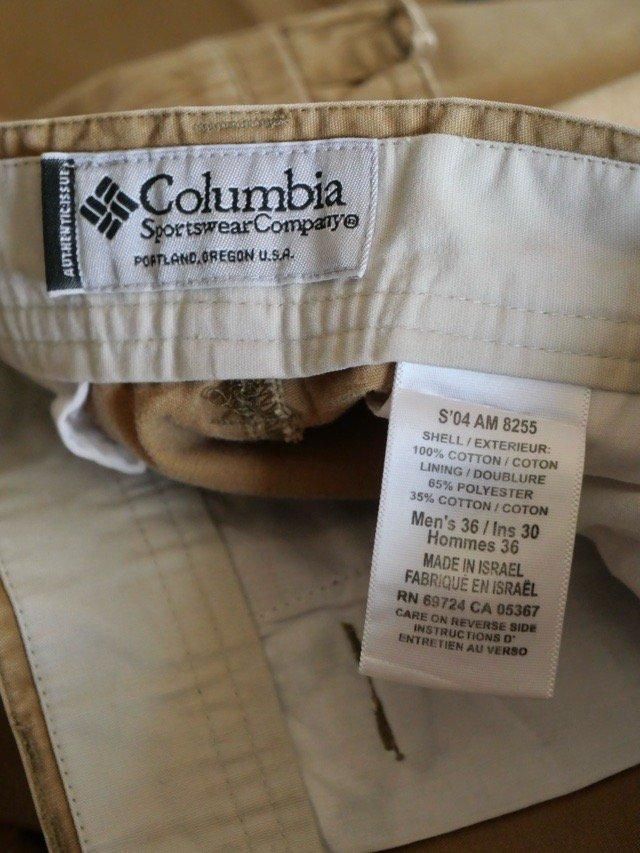 AUTHENTIC:ISSUE
Columbia
Sportswear Company®
PORTLAND, OREGON U.S.A.
S'04 AM 8255
SHELL / EXTERIEUR:
100% COTTON / COTON
LINING / DOUBLURE
65% POLYESTER
35% COTTON / COTON
Men's 36 / Ins 30
Hommes 36
MADE IN ISRAEL
FABRIQUÉ EN ISRAËL
RN 69724 CA 05367
CARE ON REVERSE SIDE
INSTRUCTIONS D'
ENTRETIEN AU VERSO